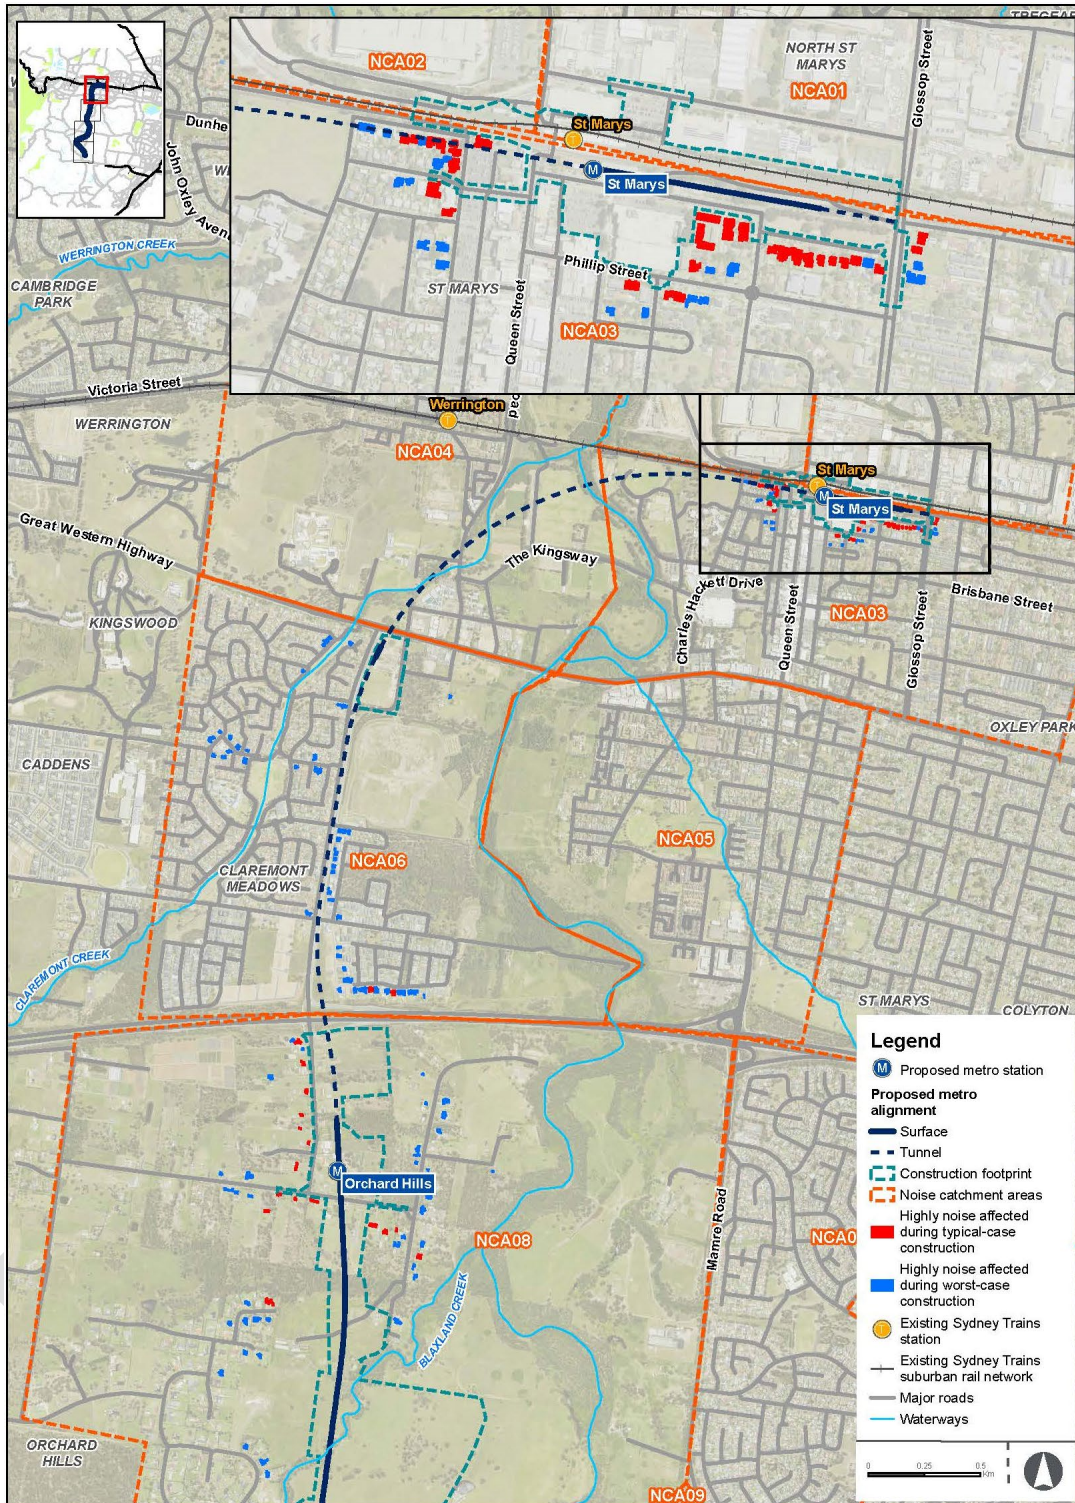 TREGEAR
NCA02
NORTH ST
MARYS
NCA01
Glossop Street
St Marys
M
St Marys
Dunhe
John Oxley Avenu
WERRINGTON CREEK
CAMBRIDGE
PARK
ST MARYS
Queen Street
Phillip Street
NCA03
Victoria Street
WERRINGTON
Werrington
NCA04
St Marys
M
St Marys
Great Western Highway
The Kingsway
Charles Hackett Drive
Queen Street
NCA03
Glossop Street
Brisbane Street
KINGSWOOD
OXLEY PARK
CADDENS
NCA05
NCA06
CLAREMONT
MEADOWS
CLAREMONT CREEK
ST MARYS
COLYTON
M
Orchard Hills
NCA08
Mamre Road
NCA0
BLAXLAND CREEK
ORCHARD
HILLS
NCA09
Legend
M Proposed metro station
Proposed metro
alignment
Surface
Tunnel
Construction footprint
Noise catchment areas
Highly noise affected
during typical-case
construction
Highly noise affected
during worst-case
construction
T Existing Sydney Trains
station
Existing Sydney Trains
suburban rail network
Major roads
Waterways
0 0.25 0.5
Km